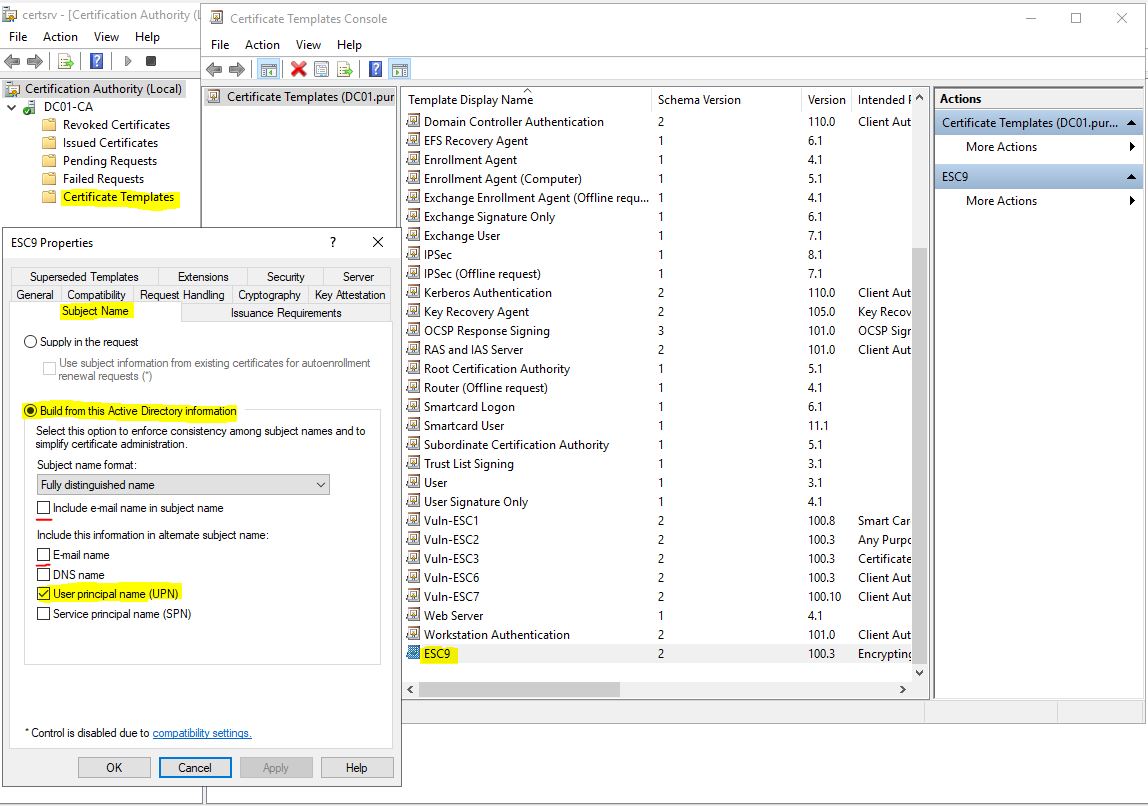 certsrv - [Certification Authority (L
File Action View Help
Certification Authority (Local)
DC01-CA
Revoked Certificates
Issued Certificates
Pending Requests
Failed Requests
Certificate Templates
Certificate Templates Console
File Action View Help
Certificate Templates (DC01.pur
Template Display Name Schema Version Version Intended P
Domain Controller Authentication 2 110.0 Client Aut
EFS Recovery Agent 1 6.1
Enrollment Agent 1 4.1
Enrollment Agent (Computer) 1 5.1
Exchange Enrollment Agent (Offline requ... 1 4.1
Exchange Signature Only 1 6.1
Exchange User 1 7.1
IPSec 1 8.1
IPSec (Offline request) 1 7.1
Kerberos Authentication 2 110.0 Client Aut
Key Recovery Agent 2 105.0 Key Recov
OCSP Response Signing 3 101.0 OCSP Sigr
RAS and IAS Server 2 101.0 Client Aut
Root Certification Authority 1 5.1
Router (Offline request) 1 4.1
Smartcard Logon 1 6.1
Smartcard User 1 11.1
Subordinate Certification Authority 1 5.1
Trust List Signing 1 3.1
User 1 3.1
User Signature Only 1 4.1
Vuln-ESC1 2 100.8 Smart Car
Vuln-ESC2 2 100.3 Any Purpo
Vuln-ESC3 2 100.3 Certificate
Vuln-ESC6 2 100.3 Client Aut
Vuln-ESC7 2 100.10 Client Aut
Web Server 1 4.1
Workstation Authentication 2 101.0 Client Aut
ESC9 2 100.3 Encrypting
Actions
Certificate Templates (DC01.pur...
More Actions
ESC9
More Actions
ESC9 Properties
?
Superseded Templates Extensions Security Server
General Compatibility Request Handling Cryptography Key Attestation
Subject Name Issuance Requirements
Supply in the request
Use subject information from existing certificates for autoenrollment
renewal requests (*)
Build from this Active Directory information
Select this option to enforce consistency among subject names and to
simplify certificate administration.
Subject name format:
Fully distinguished name
Include e-mail name in subject name
Include this information in alternate subject name:
E-mail name
DNS name
User principal name (UPN)
Service principal name (SPN)
* Control is disabled due to compatibility settings.
OK Cancel Apply Help